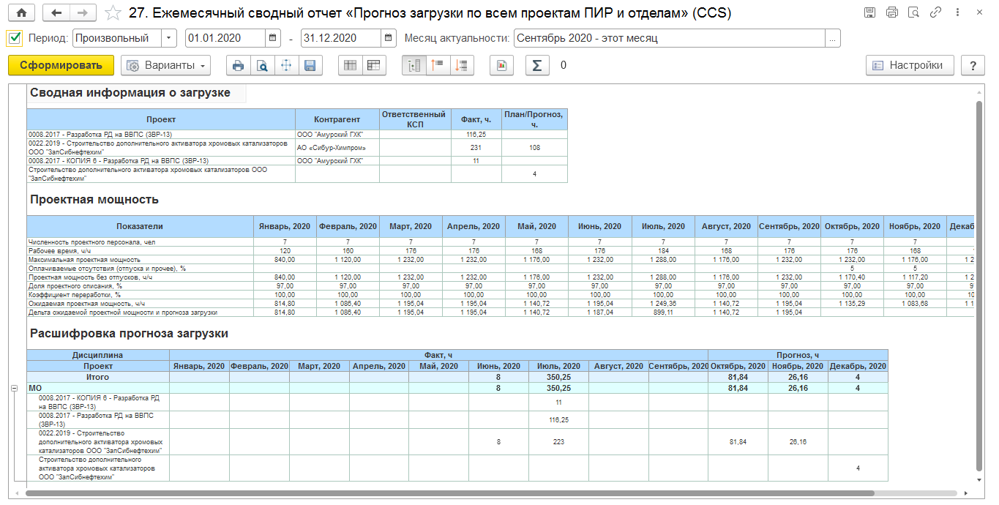 27. Ежемесячный сводный отчет «Прогноз загрузки по всем проектам ПИР и отделам» (CCS)
Период: Произвольный 01.01.2020 - 31.12.2020 Месяц актуальности: Сентябрь 2020 - этот месяц ...
Сформировать Варианты Σ 0 Настройки ?
Сводная информация о загрузке
Проект Контрагент Ответственный КСП Факт, ч. План/Прогноз, ч.
0008.2017 - Разработка РД на ВВПС (ЗВР-13) ООО "Амурский ГХК" 116,25
0022.2019 - Строительство дополнительного активатора хромовых катализаторов
ООО "ЗапСибнефтехим" АО «Сибур-Химпром» 231 108
0008.2017 - КОПИЯ 6 - Разработка РД на ВВПС (ЗВР-13) ООО "Амурский ГХК" 11
Строительство дополнительного активатора хромовых катализаторов ООО
"ЗапСибнефтехим" 4
Проектная мощность
Показатели Январь, 2020 Февраль, 2020 Март, 2020 Апрель, 2020 Май, 2020 Июнь, 2020 Июль, 2020 Август, 2020 Сентябрь, 2020 Октябрь, 2020 Ноябрь, 2020 Декаб
Численность проектного персонала, чел 7 7 7 7 7 7 7 7 7 7 7
Рабочее время, ч/ч 120 160 176 176 168 176 184 168 176 176 168
Максимальная проектная мощность 840,00 1 120,00 1 232,00 1 232,00 1 176,00 1 232,00 1 288,00 1 176,00 1 232,00 1 232,00 1 176,00 1 2
Оплачиваемые отсутствия (отпуска и прочее), % 5 5
Проектная мощность без отпусков, ч/ч 840,00 1 120,00 1 232,00 1 232,00 1 176,00 1 232,00 1 288,00 1 176,00 1 232,00 1 170,40 1 117,20 1 2
Доля проектного списания, % 97,00 97,00 97,00 97,00 97,00 97,00 97,00 97,00 97,00 97,00 97,00 9
Коэффициент переработки, % 100,00 100,00 100,00 100,00 100,00 100,00 100,00 100,00 100,00 100,00 100,00 10
Ожидаемая проектная мощность, ч/ч 814,80 1 086,40 1 195,04 1 195,04 1 140,72 1 195,04 1 249,36 1 140,72 1 195,04 1 135,29 1 083,68 1 1
Дельта ожидаемой проектной мощности и прогноза загрузки 814,80 1 086,40 1 195,04 1 195,04 1 140,72 1 187,04 899,11 1 140,72 1 195,04
Расшифровка прогноза загрузки
Дисциплина Факт, ч Прогноз, ч
Проект Январь, 2020 Февраль, 2020 Март, 2020 Апрель, 2020 Май, 2020 Июнь, 2020 Июль, 2020 Август, 2020 Сентябрь, 2020 Октябрь, 2020 Ноябрь, 2020 Декабрь, 2020
Итого 8 350,25 81,84 26,16 4
МО 8 350,25 81,84 26,16 4
0008.2017 - КОПИЯ 6 - Разработка РД
на ВВПС (ЗВР-13) 11
0008.2017 - Разработка РД на ВВПС
(ЗВР-13) 116,25
0022.2019 - Строительство
дополнительного активатора хромовых
катализаторов ООО "ЗапСибнефтехим" 8 223 81,84 26,16
Строительство дополнительного
активатора хромовых катализаторов
ООО "ЗапСибнефтехим" 4